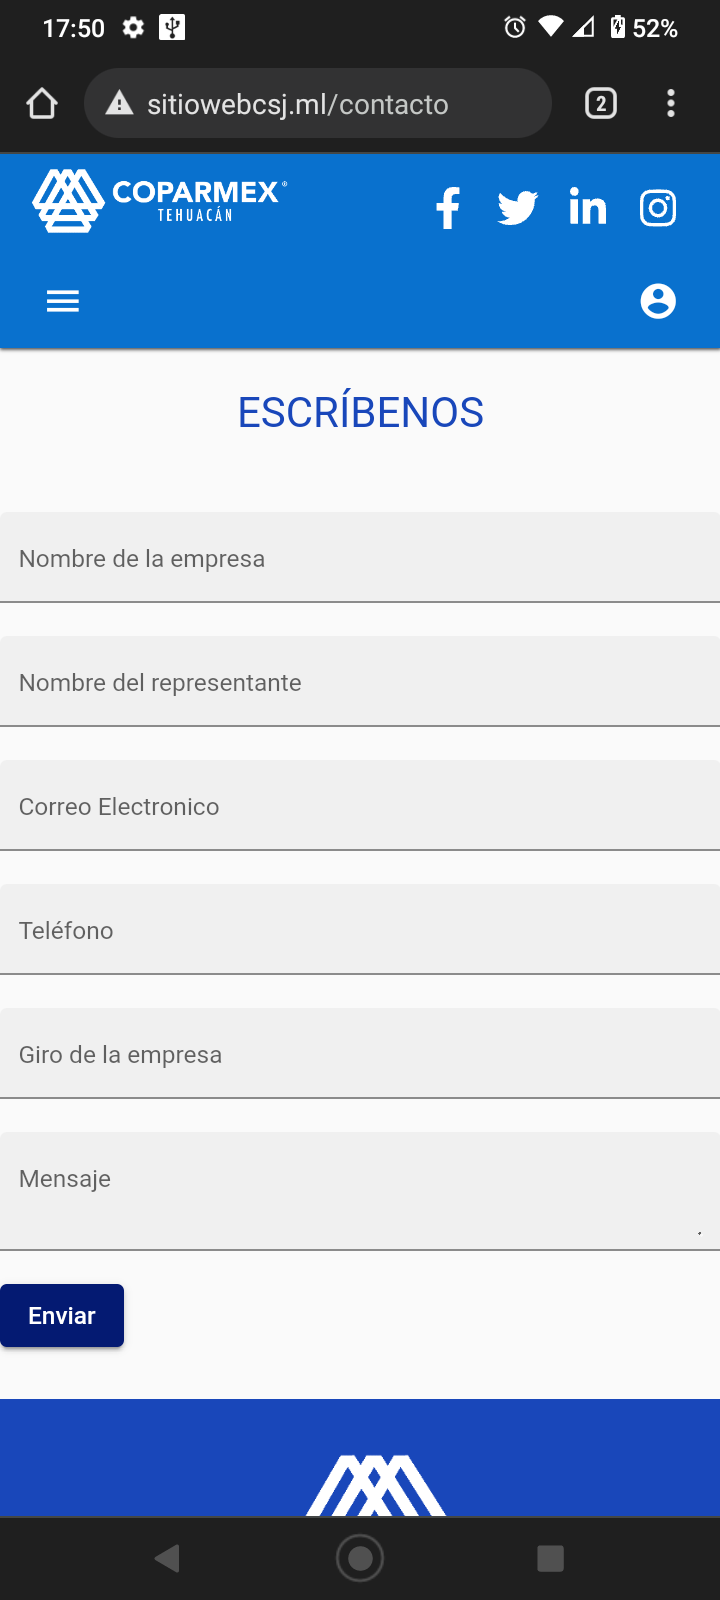 17:50
52%
sitiowebcsj.ml/contacto
2
COPARMEX®
TEHUACÁN
ESCRÍBENOS
Nombre de la empresa
Nombre del representante
Correo Electronico
Teléfono
Giro de la empresa
Mensaje
Enviar